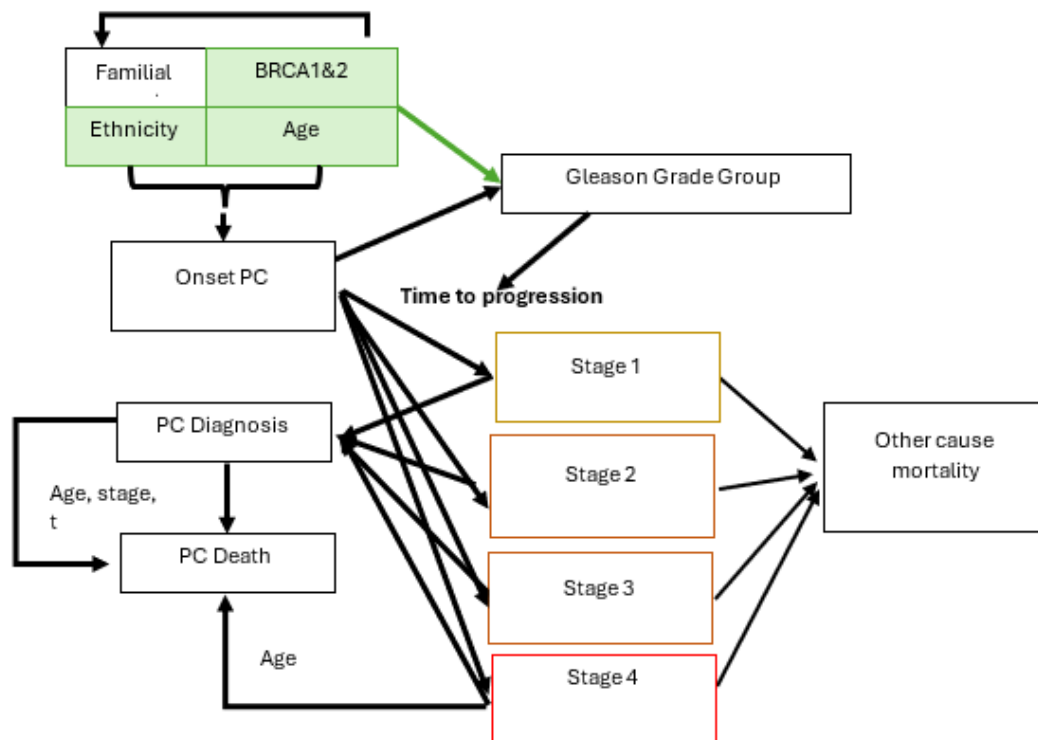 Familial
BRCA1&2
Ethnicity
Age
Gleason Grade Group
Onset PC
Time to progression
Stage 1
PC Diagnosis
Other cause
mortality
Stage 2
Age, stage,
t
PC Death
Stage 3
Age
Stage 4